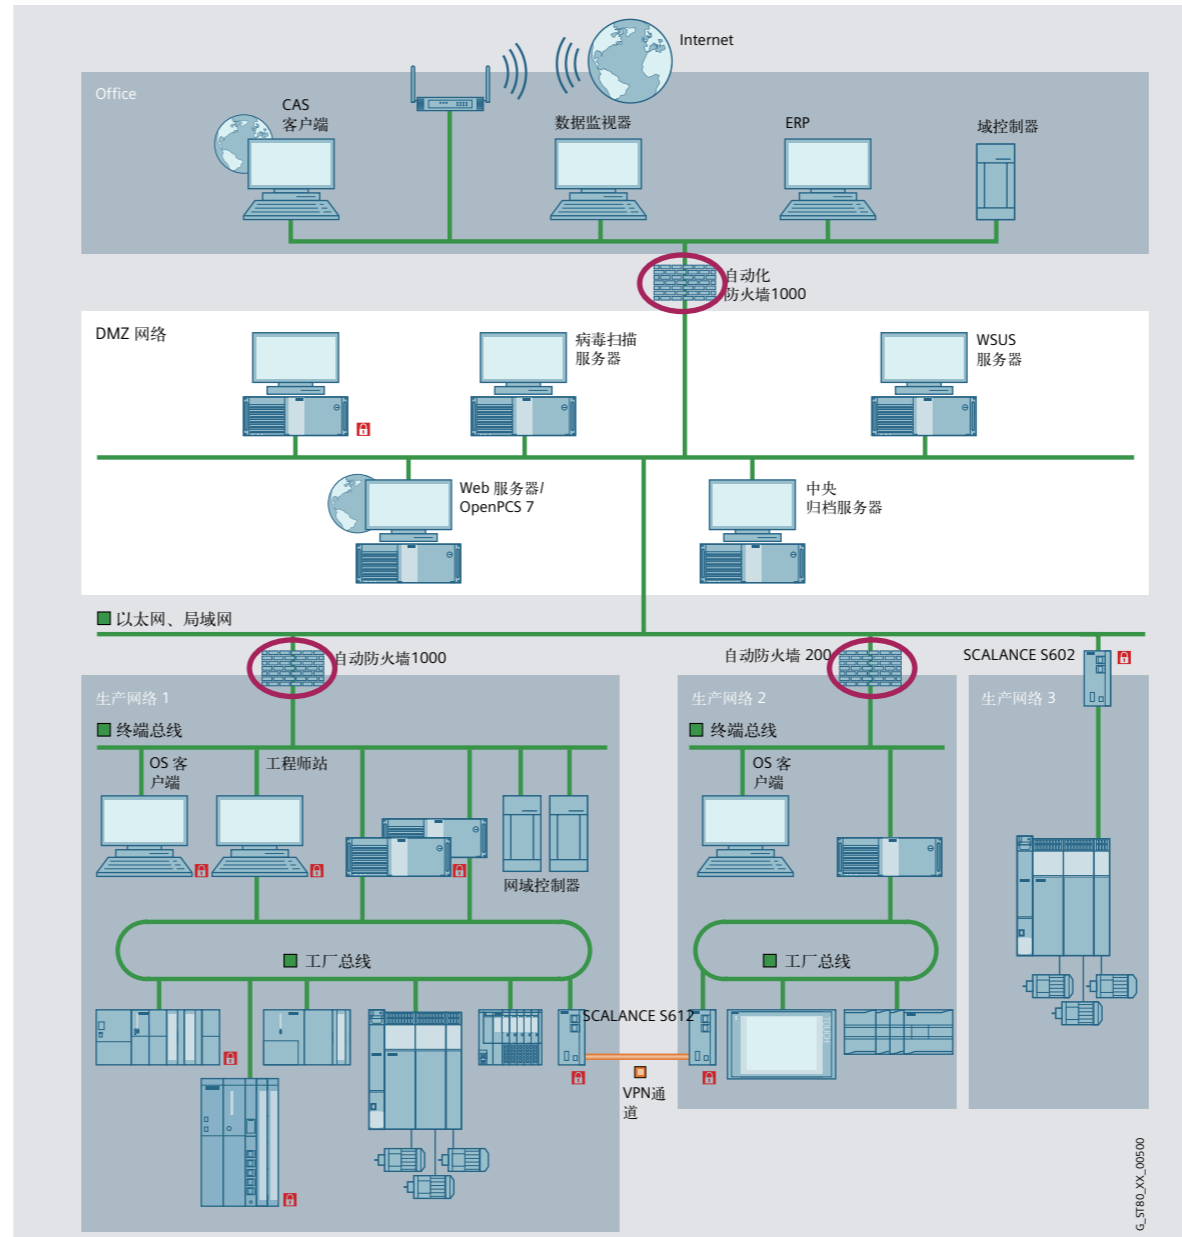 Internet
Office
CAS
客户端
数据监视器
ERP
域控制器
自动化
防火墙1000
DMZ 网络
病毒扫描
服务器
WSUS
服务器
Web 服务器/
OpenPCS 7
中央
归档服务器
以太网、局域网
自动防火墙1000
自动防火墙 200
SCALANCE S602
生产网络 1
生产网络 2
生产网络 3
终端总线
终端总线
OS 客
户端
工程师站
OS 客
户端
网域控制器
工厂总线
工厂总线
SCALANCE S612
VPN通
道
G_ST80_XX_00500